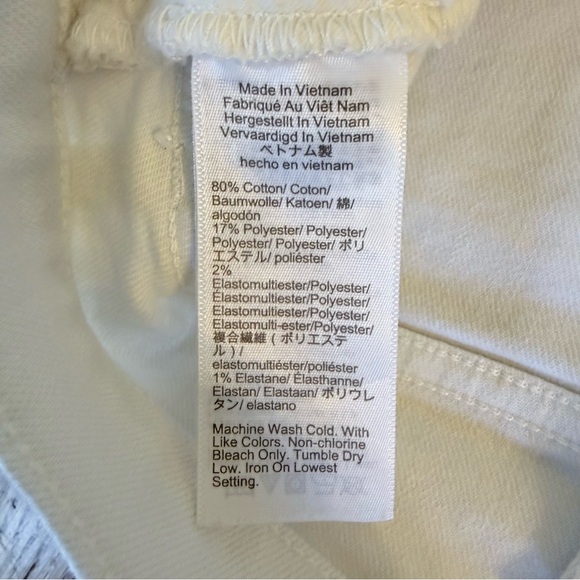 Made In Vietnam
Fabriqué Au Viêt Nam
Hergestellt In Vietnam
Vervaardigd In Vietnam
ベトナム製
hecho en vietnam
80% Cotton/ Coton/
Baumwolle/ Katoen/ 綿/
algodón
17% Polyester/ Polyester/
Polyester/ Polyester/ ポリ
エステル/ poliéster
2%
Elastomultiester/Polyester/
Élastomultiester/Polyester/
Elastomultiester/Polyester/
Elastomulti-ester/Polyester/
複合繊維 ( ポリエステ
ル ) /
elastomultiéster/poliéster
1% Elastane/ Élasthanne/
Elastan/ Elastaan/ ポリウレ
タン/ elastano
Machine Wash Cold. With
Like Colors. Non-chlorine
Bleach Only. Tumble Dry
Low. Iron On Lowest
Setting.